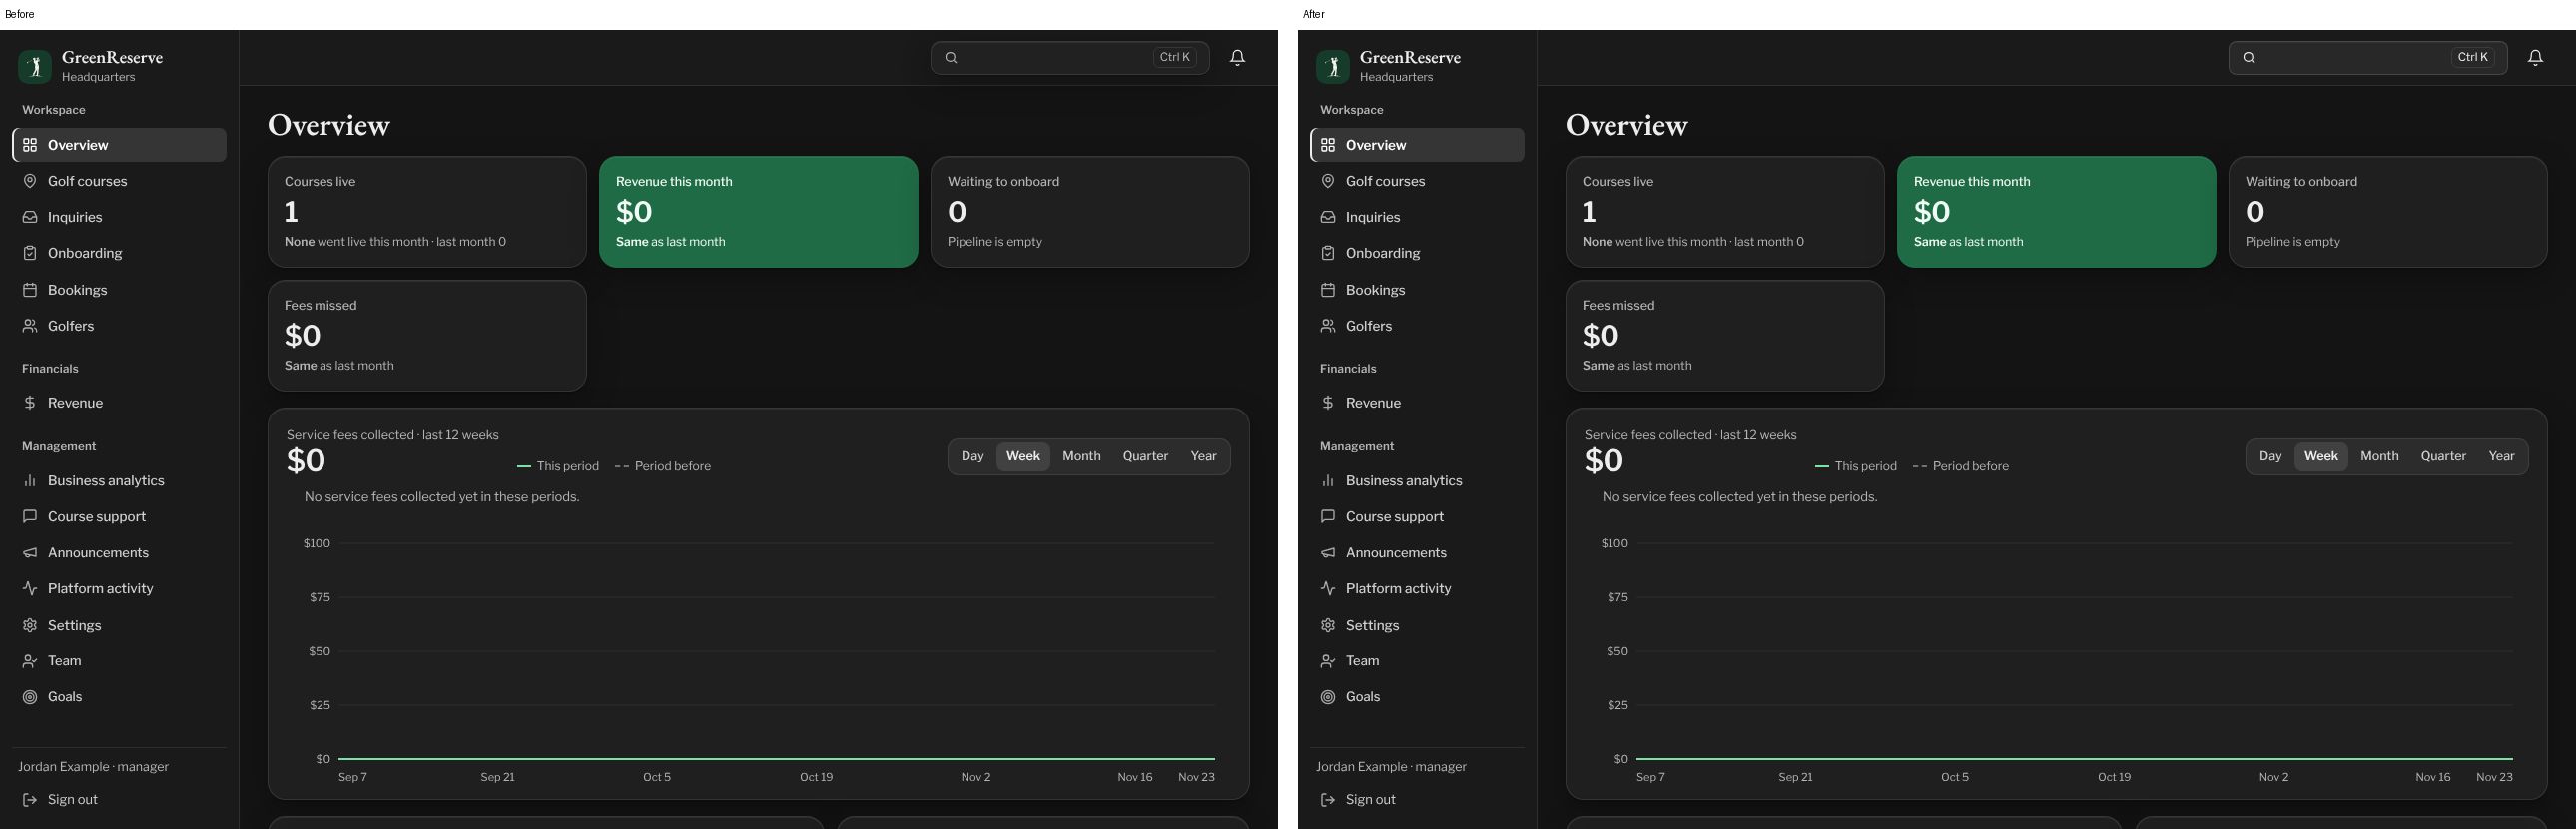 Before
GreenReserve
Headquarters
Ctrl K
Workspace
Overview
Golf courses
Inquiries
Onboarding
Bookings
Golfers
Financials
Revenue
Management
Business analytics
Course support
Announcements
Platform activity
Settings
Team
Goals
Jordan Example · manager
Sign out
Overview
Courses live
1
None went live this month · last month 0
Revenue this month
$0
Same as last month
Waiting to onboard
0
Pipeline is empty
Fees missed
$0
Same as last month
Service fees collected · last 12 weeks
$0
This period
Period before
Day Week Month Quarter Year
No service fees collected yet in these periods.
$100
$75
$50
$25
$0
Sep 7 Sep 21 Oct 5 Oct 19 Nov 2 Nov 16 Nov 23
After
GreenReserve
Headquarters
Ctrl K
Workspace
Overview
Golf courses
Inquiries
Onboarding
Bookings
Golfers
Financials
Revenue
Management
Business analytics
Course support
Announcements
Platform activity
Settings
Team
Goals
Jordan Example · manager
Sign out
Overview
Courses live
1
None went live this month · last month 0
Revenue this month
$0
Same as last month
Waiting to onboard
0
Pipeline is empty
Fees missed
$0
Same as last month
Service fees collected · last 12 weeks
$0
This period
Period before
Day Week Month Quarter Year
No service fees collected yet in these periods.
$100
$75
$50
$25
$0
Sep 7 Sep 21 Oct 5 Oct 19 Nov 2 Nov 16 Nov 23